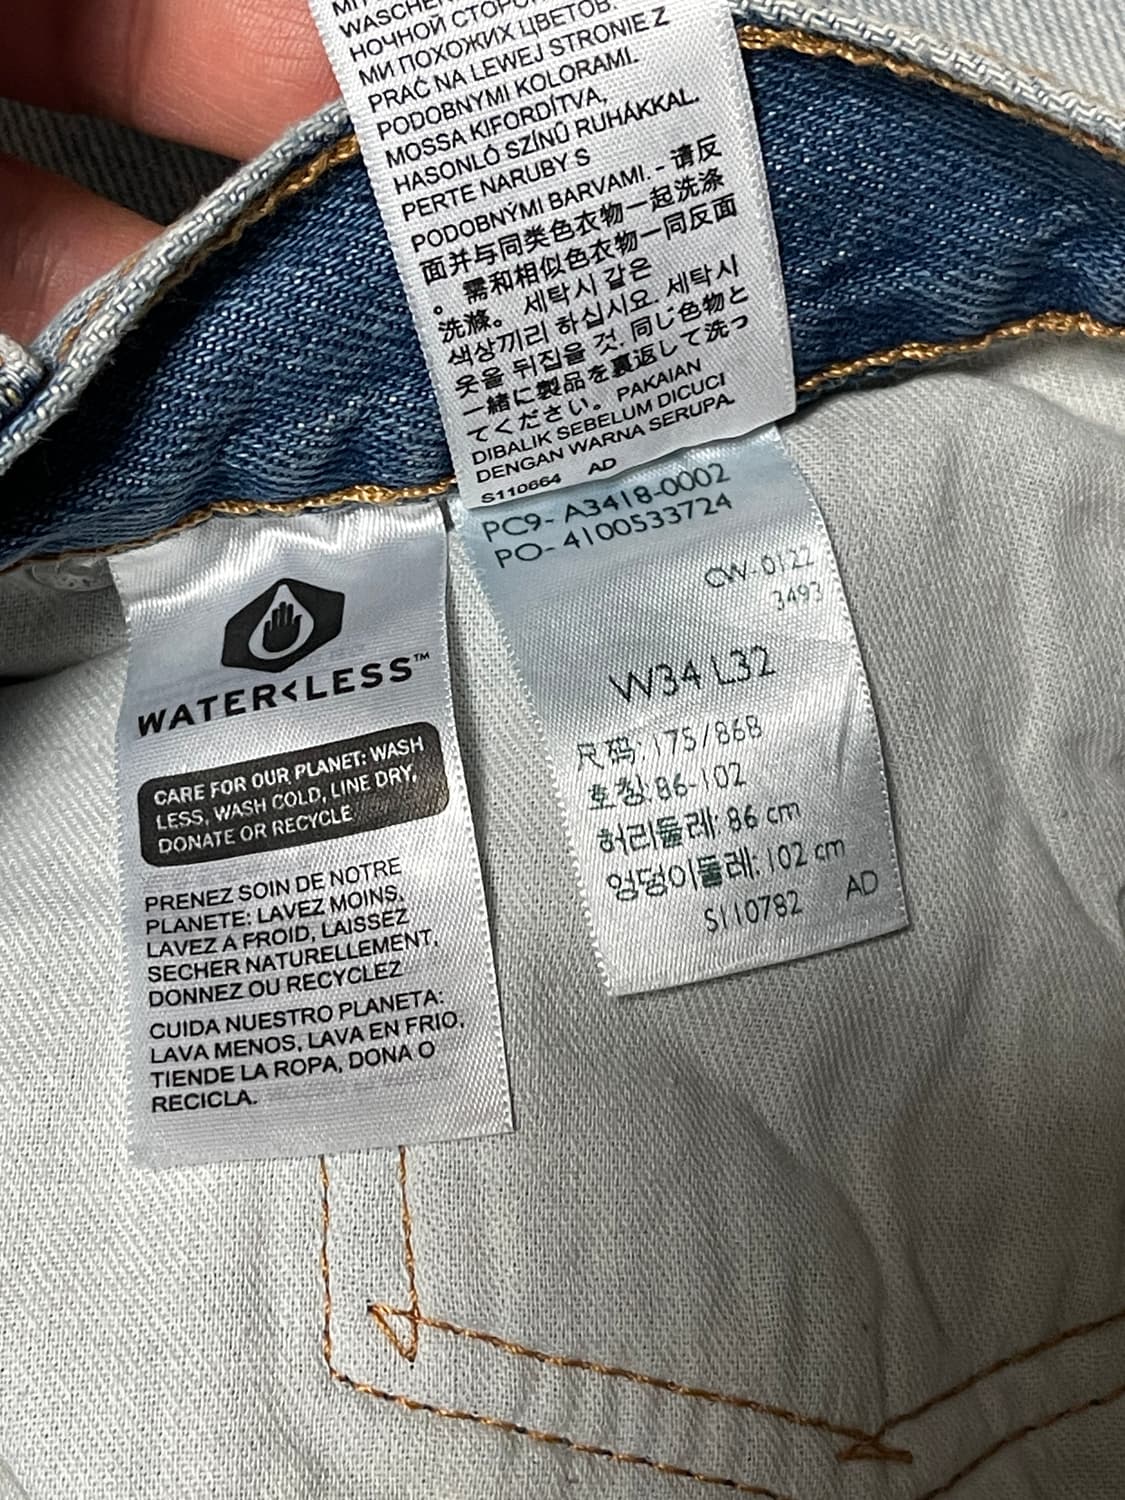 WASCHEN
НОЧНОЙ СТОРО
МИ ПОХОЖИХ ЦВЕТОВ.
PRAĆ NA LEWEJ STRONIE Z
PODOBNYMI KOLORAMI.
MOSSA KIFORDÍTVA,
HASONLÓ SZÍNŰ RUHÁKKAL.
PERTE NARUBY S
PODOBNÝMI BARVAMI. - 请反
面并与同类色衣物一起洗涤
。需和相似色衣物一同反面
洗滌。 세탁시 같은
색상끼리 하십시요. 세탁시
옷을 뒤집을 것. 同じ色物と
一緒に製品を裏返して洗っ
てください。 PAKAIAN
DIBALIK SEBELUM DICUCI
DENGAN WARNA SERUPA.
S110664 AD
PC9- A3418-0002
PO- 4100533724
CW- 0122
3493
W34 L32
尺码: 175/86B
호칭:86-102
허리둘레: 86 cm
엉덩이둘레: 102 cm
S110782 AD
WATER<LESS™
CARE FOR OUR PLANET: WASH
LESS, WASH COLD, LINE DRY,
DONATE OR RECYCLE
PRENEZ SOIN DE NOTRE
PLANETE: LAVEZ MOINS,
LAVEZ A FROID, LAISSEZ
SECHER NATURELLEMENT,
DONNEZ OU RECYCLEZ
CUIDA NUESTRO PLANETA:
LAVA MENOS, LAVA EN FRIO,
TIENDE LA ROPA, DONA O
RECICLA.